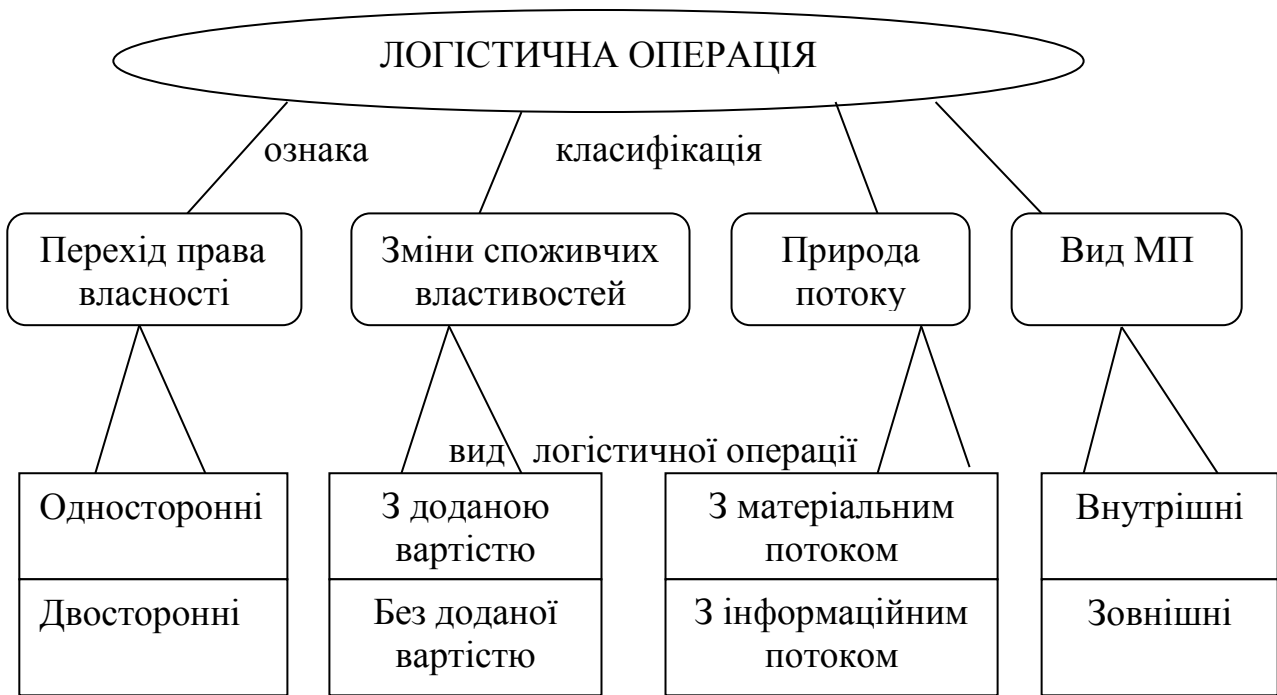 ЛОГІСТИЧНА ОПЕРАЦІЯ
ознака класифікація
Перехід права
власності
Зміни споживчих
властивостей
Природа
потоку
Вид МП
вид логістичної операції
Односторонні
Двосторонні
З доданою
вартістю
Без доданої
вартістю
З матеріальним
потоком
З інформаційним
потоком
Внутрішні
Зовнішні